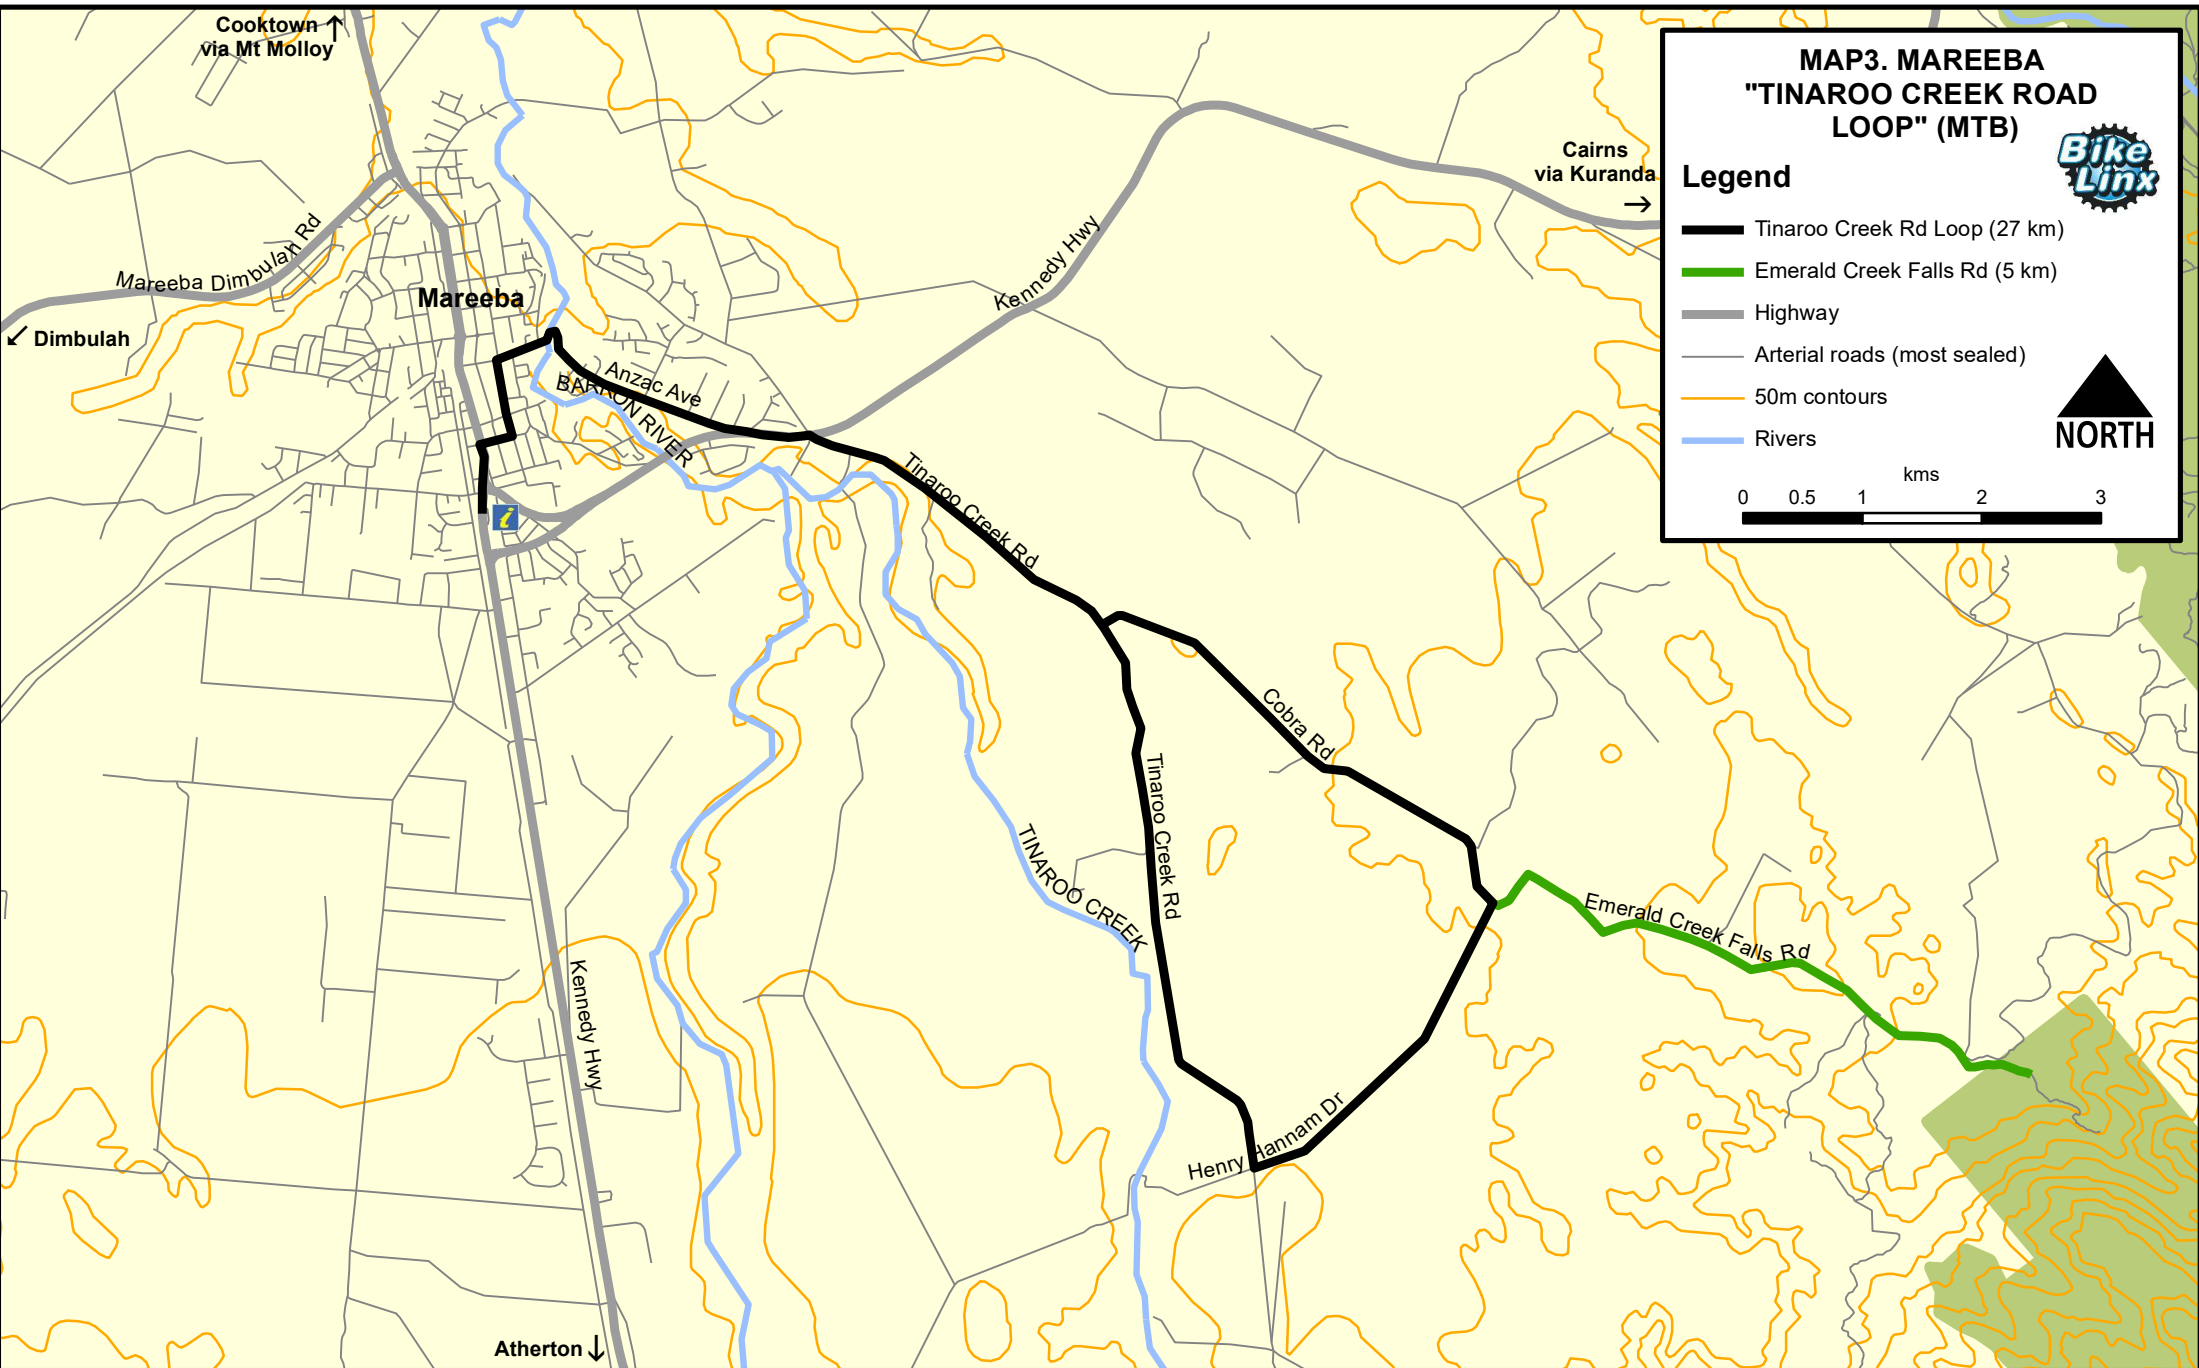 Cooktown
via Mt Molloy
Mareeba Dimbulah Rd
Dimbulah
Mareeba
Anzac Ave
BARRON RIVER
Kennedy Hwy
Cairns
via Kuranda
Tinaroo Creek Rd
Cobra Rd
Tinaroo Creek Rd
TINAROO CREEK
Emerald Creek Falls Rd
Henry Hannam Dr
Kennedy Hwy
Atherton
i
MAP3. MAREEBA
"TINAROO CREEK ROAD
LOOP" (MTB)
Bike
Linx
Legend
Tinaroo Creek Rd Loop (27 km)
Emerald Creek Falls Rd (5 km)
Highway
Arterial roads (most sealed)
50m contours
Rivers
NORTH
kms
0 0.5 1 2 3